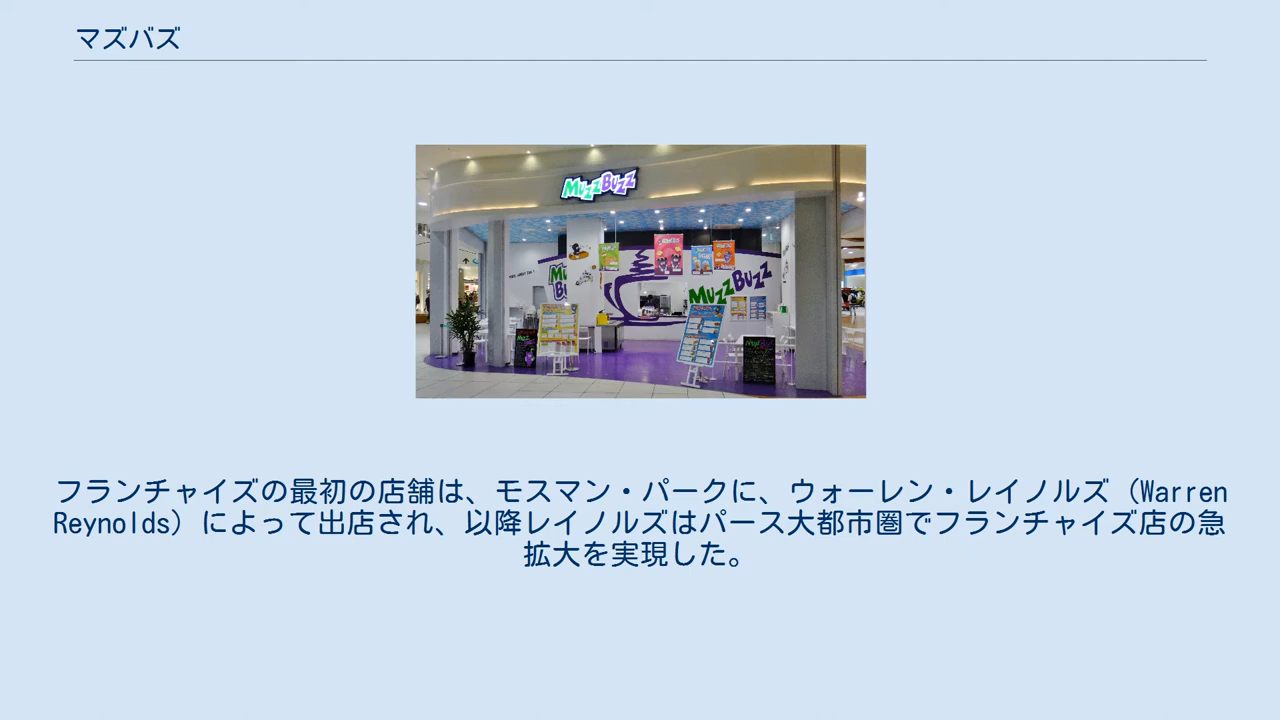 マズバズ
MUZZBUZZ
MUZZBUZZ
フランチャイズの最初の店舗は、モスマン・パークに、ウォーレン・レイノルズ（Warren
Reynolds）によって出店され、以降レイノルズはパース大都市圏でフランチャイズ店の急
拡大を実現した。